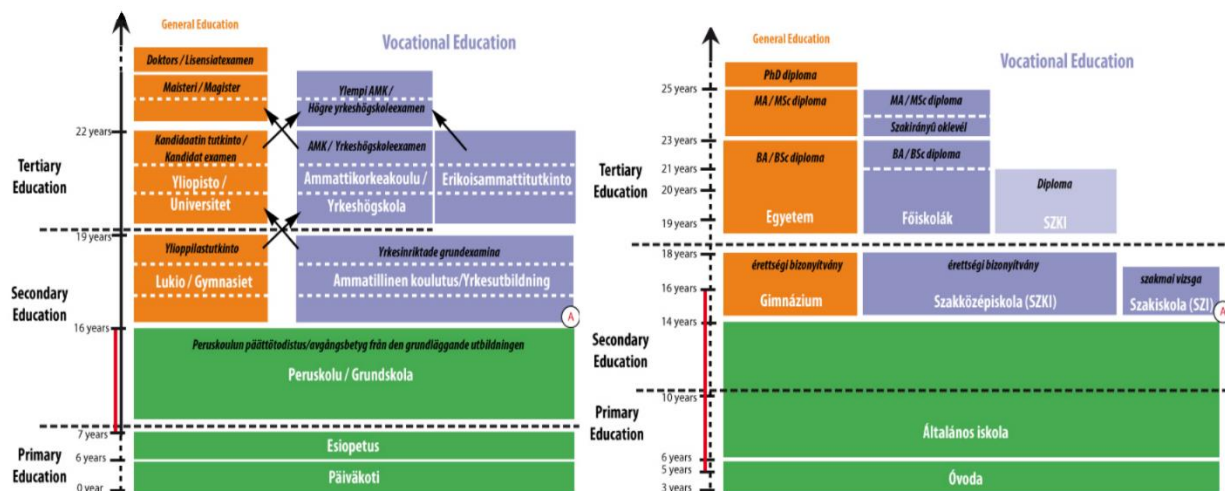 General Education
Vocational Education
Doktors / Lisensiatexamen
Maisteri / Magister
Ylempi AMK /
Högre yrkeshögskoleexamen
22 years
Kandidaatin tutkinto /
Kandidat examen
AMK / Yrkeshögskoleexamen
Tertiary
Education
Yliopisto /
Universitet
Ammattikorkeakoulu /
Yrkeshögskola
Erikoisammattitutkinto
19 years
Ylioppilastutkinto
Yrkesinriktade grundexamina
Lukio / Gymnasiet
Ammatillinen koulutus/Yrkesutbildning
Secondary
Education
A
16 years
Peruskoulun päättötodistus/avgångsbetyg från den grundläggande utbildningen
Peruskolu / Grundskola
7 years
Esiopetus
Primary
Education
6 years
Päiväkoti
0 year
General Education
Vocational Education
PhD diploma
25 years
MA / MSc diploma
MA / MSc diploma
Szakirányú oklevél
23 years
BA / BSc diploma
BA / BSc diploma
21 years
Tertiary
Education
20 years
Diploma
19 years
Egyetem
Főiskolák
SZKI
18 years
érettségi bizonyítvány
érettségi bizonyítvány
szakmai vizsga
16 years
Gimnázium
Szakközépiskola (SZKI)
Szakiskola (SZI)
A
14 years
Secondary
Education
10 years
Primary
Education
Általános iskola
6 years
5 years
Óvoda
3 years